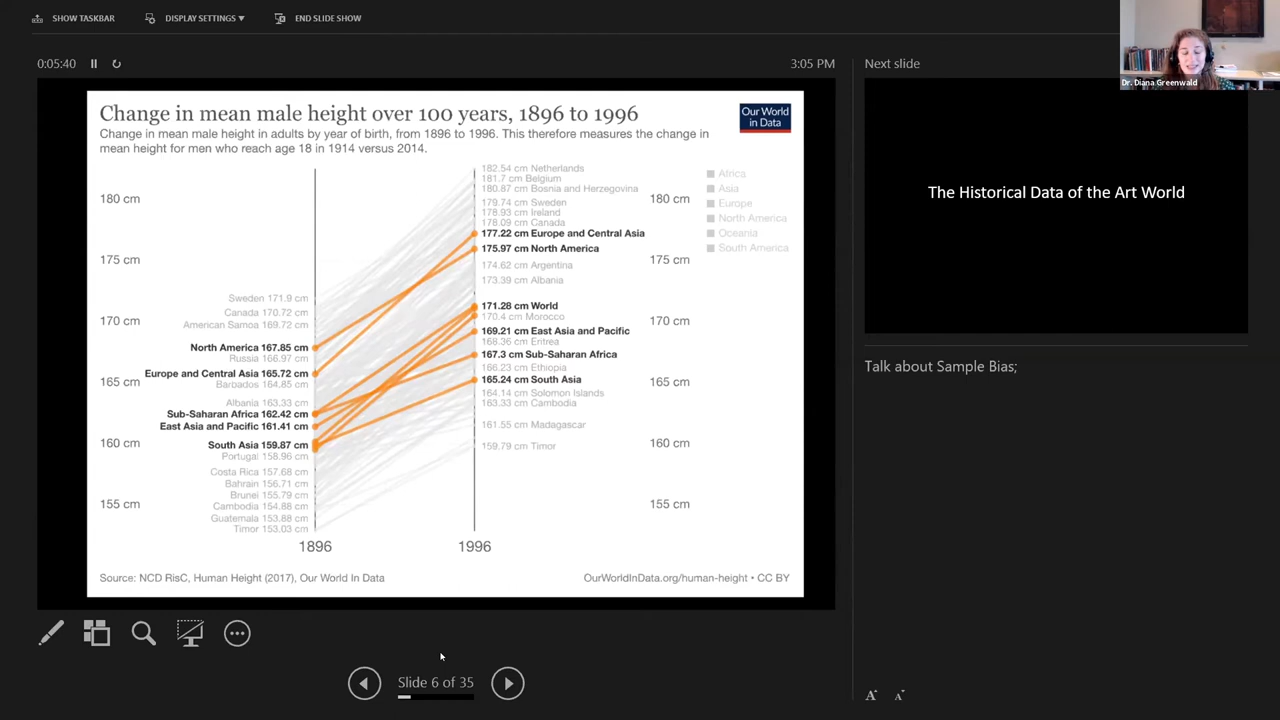 SHOW TASKBAR
DISPLAY SETTINGS ▼
END SLIDE SHOW
0:05:40
3:05 PM
Next slide
Dr. Diana Greenwald
Change in mean male height over 100 years, 1896 to 1996
Change in mean male height in adults by year of birth, from 1896 to 1996. This therefore measures the change in
mean height for men who reach age 18 in 1914 versus 2014.
Our World
in Data
180 cm
175 cm
170 cm
165 cm
160 cm
155 cm
Sweden 171.9 cm
Canada 170.72 cm
American Samoa 169.72 cm
North America 167.85 cm
Russia 166.97 cm
Europe and Central Asia 165.72 cm
Barbados 164.85 cm
Albania 163.33 cm
Sub-Saharan Africa 162.42 cm
East Asia and Pacific 161.41 cm
South Asia 159.87 cm
Portugal 158.96 cm
Costa Rica 157.68 cm
Bahrain 156.71 cm
Brunei 155.79 cm
Cambodia 154.88 cm
Guatemala 153.88 cm
Timor 153.03 cm
182.54 cm Netherlands
181.7 cm Belgium
180.87 cm Bosnia and Herzegovina
179.74 cm Sweden
178.93 cm Ireland
178.09 cm Canada
177.22 cm Europe and Central Asia
175.97 cm North America
174.62 cm Argentina
173.39 cm Albania
171.28 cm World
170.4 cm Morocco
169.21 cm East Asia and Pacific
168.36 cm Eritrea
167.3 cm Sub-Saharan Africa
166.23 cm Ethiopia
165.24 cm South Asia
164.14 cm Solomon Islands
163.33 cm Cambodia
161.55 cm Madagascar
159.79 cm Timor
180 cm
175 cm
170 cm
165 cm
160 cm
155 cm
Africa
Asia
Europe
North America
Oceania
South America
1896
1996
Source: NCD RisC, Human Height (2017), Our World In Data
OurWorldInData.org/human-height • CC BY
The Historical Data of the Art World
Talk about Sample Bias;
Slide 6 of 35
A
A